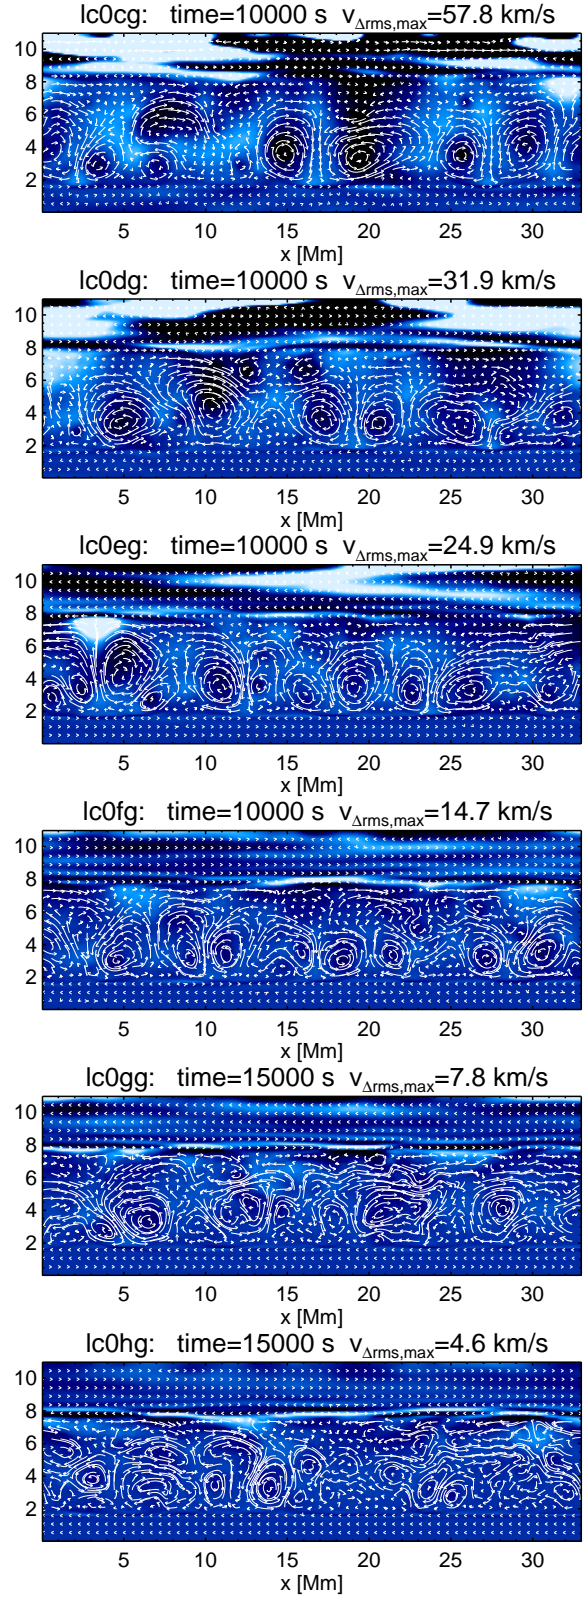 lc0cg: time=10000 s vΔrms,max=57.8 km/s
10
8
6
4
2
5 10 15 20 25 30
x [Mm]
lc0dg: time=10000 s vΔrms,max=31.9 km/s
10
8
6
4
2
5 10 15 20 25 30
x [Mm]
lc0eg: time=10000 s vΔrms,max=24.9 km/s
10
8
6
4
2
5 10 15 20 25 30
x [Mm]
lc0fg: time=10000 s vΔrms,max=14.7 km/s
10
8
6
4
2
5 10 15 20 25 30
x [Mm]
lc0gg: time=15000 s vΔrms,max=7.8 km/s
10
8
6
4
2
5 10 15 20 25 30
x [Mm]
lc0hg: time=15000 s vΔrms,max=4.6 km/s
10
8
6
4
2
5 10 15 20 25 30
x [Mm]